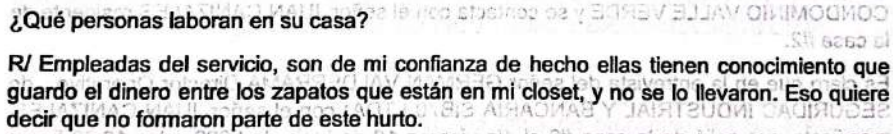 ¿Qué personas laboran en su casa?
R/ Empleadas del servicio, son de mi confianza de hecho ellas tienen conocimiento que
guardo el dinero entre los zapatos que están en mi closet, y no se lo llevaron. Eso quiere
decir que no formaron parte de este hurto.